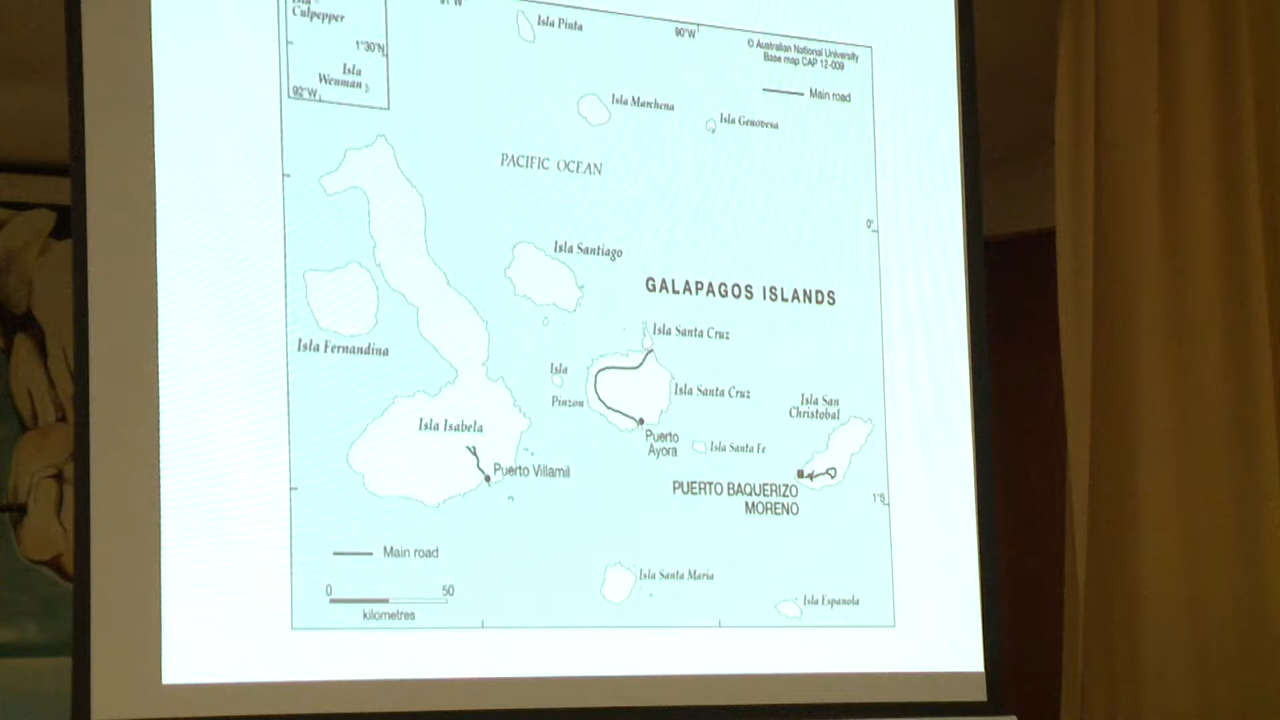 Culpepper
1°30'N
Isla
Wenman
92°W
Isla Pinta
90°W
© Australian National University
Base map CAP 12-009
Main road
Isla Marchena
Isla Genovesa
PACIFIC OCEAN
0°
Isla Santiago
GALAPAGOS ISLANDS
Isla Santa Cruz
Isla Fernandina
Isla
Pinzon
Isla Santa Cruz
Isla San
Christobal
Isla Isabela
Puerto
Ayora
Isla Santa Fe
Puerto Villamil
PUERTO BAQUERIZO
MORENO
1°S
Main road
0 50
kilometres
Isla Santa Maria
Isla Espanola